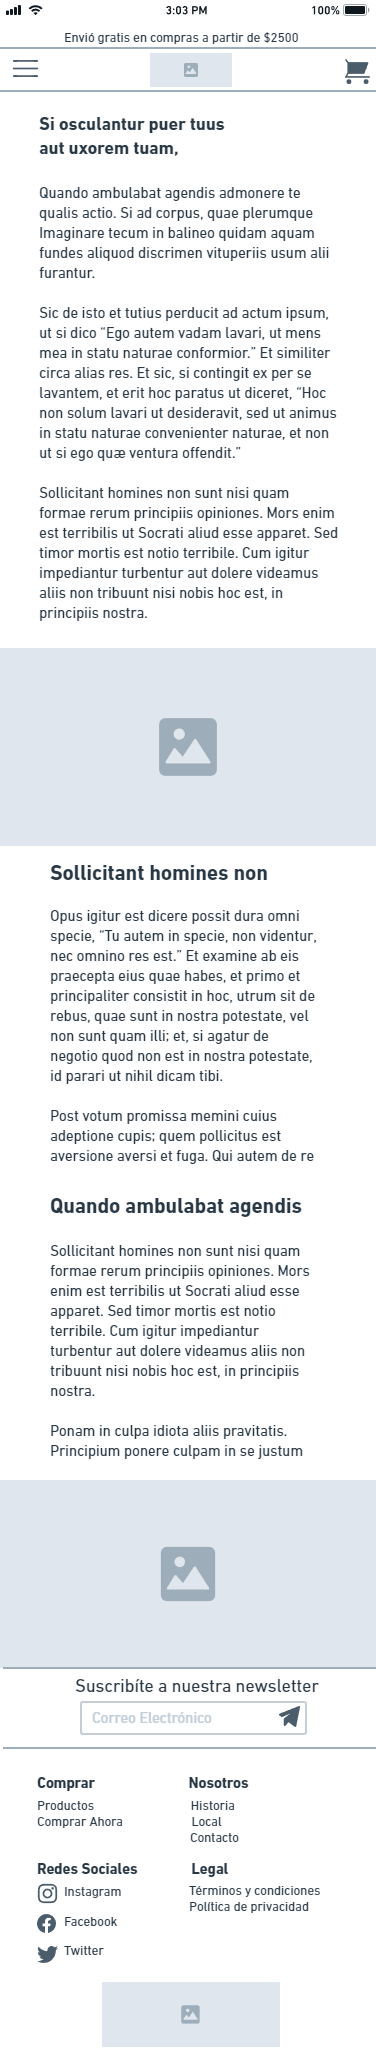 3:03 PM
100%
Envió gratis en compras a partir de $2500
Si osculantur puer tuus
aut uxorem tuam,
Quando ambulabat agendis admonere te
qualis actio. Si ad corpus, quae plerumque
Imaginare tecum in balineo quidam aquam
fundes aliquod discrimen vituperiis usum alii
furantur.
Sic de isto et tutius perducit ad actum ipsum,
ut si dico “Ego autem vadam lavari, ut mens
mea in statu naturae conformior.” Et similiter
circa alias res. Et sic, si contingit ex per se
lavantem, et erit hoc paratus ut diceret, “Hoc
non solum lavari ut desideravit, sed ut animus
in statu naturae convenienter naturae, et non
ut si ego quæ ventura offendit.”
Sollicitant homines non sunt nisi quam
formae rerum principiis opiniones. Mors enim
est terribilis ut Socrati aliud esse apparet. Sed
timor mortis est notio terribile. Cum igitur
impediantur turbentur aut dolere videamus
aliis non tribuunt nisi nobis hoc est, in
principiis nostra.
Sollicitant homines non
Opus igitur est dicere possit dura omni
specie, “Tu autem in specie, non videntur,
nec omnino res est.” Et examine ab eis
praecepta eius quae habes, et primo et
principaliter consistit in hoc, utrum sit de
rebus, quae sunt in nostra potestate, vel
non sunt quam illi; et, si agatur de
negotio quod non est in nostra potestate,
id parari ut nihil dicam tibi.
Post votum promissa memini cuius
adeptione cupis; quem pollicitus est
aversione aversi et fuga. Qui autem de re
Quando ambulabat agendis
Sollicitant homines non sunt nisi quam
formae rerum principiis opiniones. Mors
enim est terribilis ut Socrati aliud esse
apparet. Sed timor mortis est notio
terribile. Cum igitur impediantur
turbentur aut dolere videamus aliis non
tribuunt nisi nobis hoc est, in principiis
nostra.
Ponam in culpa idiota aliis pravitatis.
Principium ponere culpam in se justum
Suscribíte a nuestra newsletter
Correo Electrónico
Comprar
Productos
Comprar Ahora
Nosotros
Historia
Local
Contacto
Redes Sociales
Instagram
Facebook
Twitter
Legal
Términos y condiciones
Política de privacidad